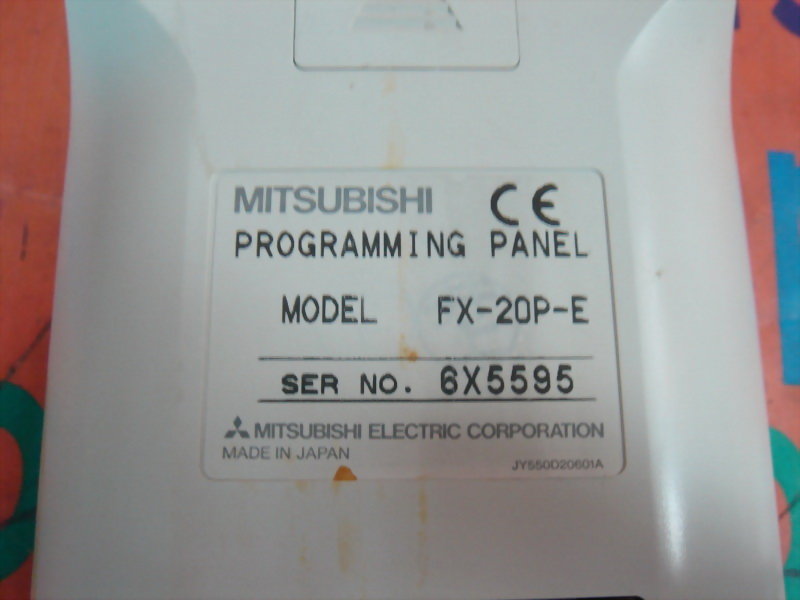 MITSUBISHI CE
PROGRAMMING PANEL
MODEL FX-20P-E
SER NO. 6X5595
MITSUBISHI ELECTRIC CORPORATION
MADE IN JAPAN JY550D20601A